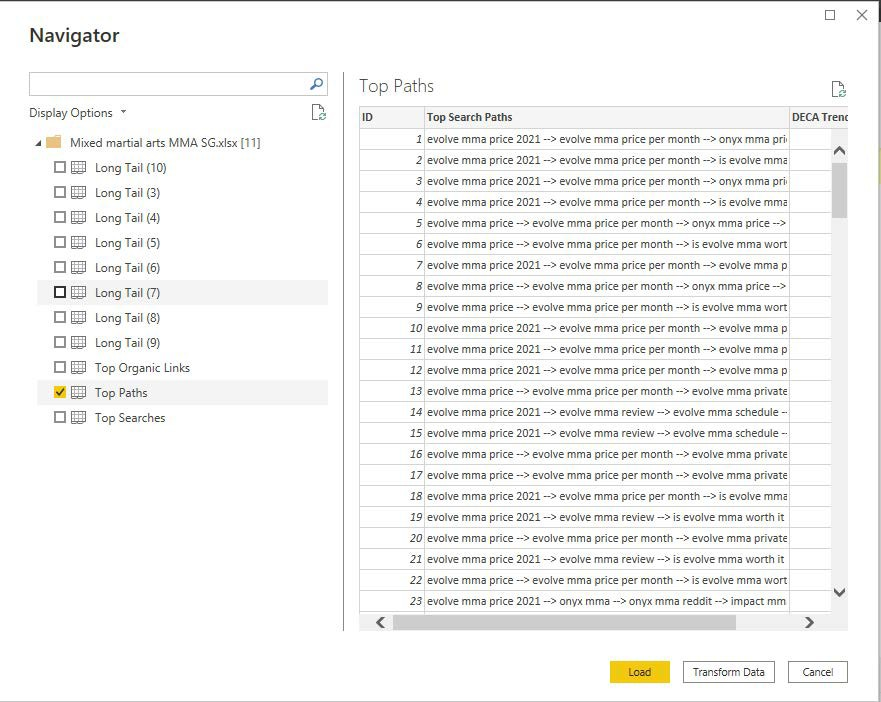 Navigator
Display Options
Mixed martial arts MMA SG.xlsx [11]
Long Tail (10)
Long Tail (3)
Long Tail (4)
Long Tail (5)
Long Tail (6)
Long Tail (7)
Long Tail (8)
Long Tail (9)
Top Organic Links
Top Paths
Top Searches
Top Paths
ID Top Search Paths DECA Trend
1 evolve mma price 2021 --> evolve mma price per month --> onyx mma pri
2 evolve mma price 2021 --> evolve mma price per month --> is evolve mma
3 evolve mma price 2021 --> evolve mma price per month --> onyx mma pri
4 evolve mma price 2021 --> evolve mma price per month --> is evolve mma
5 evolve mma price --> evolve mma price per month --> onyx mma price -->
6 evolve mma price --> evolve mma price per month --> is evolve mma wort
7 evolve mma price 2021 --> evolve mma price per month --> evolve mma p
8 evolve mma price --> evolve mma price per month --> onyx mma price -->
9 evolve mma price --> evolve mma price per month --> is evolve mma wort
10 evolve mma price 2021 --> evolve mma price per month --> evolve mma p
11 evolve mma price 2021 --> evolve mma price per month --> evolve mma p
12 evolve mma price 2021 --> evolve mma price per month --> evolve mma p
13 evolve mma price --> evolve mma price per month --> evolve mma private
14 evolve mma price 2021 --> evolve mma review --> evolve mma schedule --
15 evolve mma price 2021 --> evolve mma review --> evolve mma schedule --
16 evolve mma price --> evolve mma price per month --> evolve mma private
17 evolve mma price --> evolve mma price per month --> evolve mma private
18 evolve mma price 2021 --> evolve mma price per month --> is evolve mma
19 evolve mma price 2021 --> evolve mma review --> is evolve mma worth it
20 evolve mma price --> evolve mma price per month --> evolve mma private
21 evolve mma price 2021 --> evolve mma review --> is evolve mma worth it
22 evolve mma price --> evolve mma price per month --> is evolve mma wort
23 evolve mma price 2021 --> onyx mma --> onyx mma reddit --> impact mm
Load Transform Data Cancel